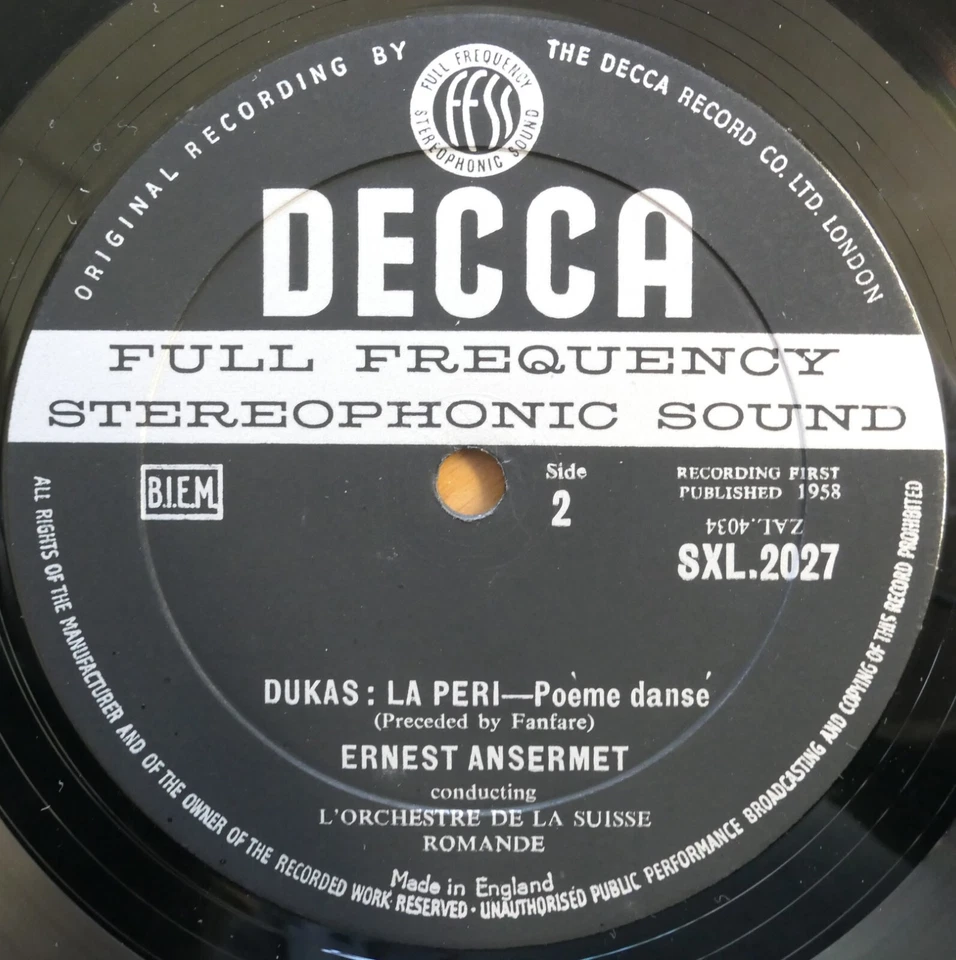 ORIGINAL RECORDING BY
THE DECCA RECORD CO. LTD. LONDON
FULL FREQUENCY
ffss
STEREOPHONIC SOUND
DECCA
FULL FREQUENCY
STEREOPHONIC SOUND
B.I.E.M.
Side
2
RECORDING FIRST
PUBLISHED 1958
ZAL.4034
SXL.2027
DUKAS: LA PERI—Poème dansé
(Preceded by Fanfare)
ERNEST ANSERMET
conducting
L'ORCHESTRE DE LA SUISSE
ROMANDE
Made in England
ALL RIGHTS OF THE MANUFACTURER AND OF THE OWNER OF THE RECORDED WORK RESERVED · UNAUTHORISED PUBLIC PERFORMANCE BROADCASTING AND COPYING OF THIS RECORD PROHIBITED